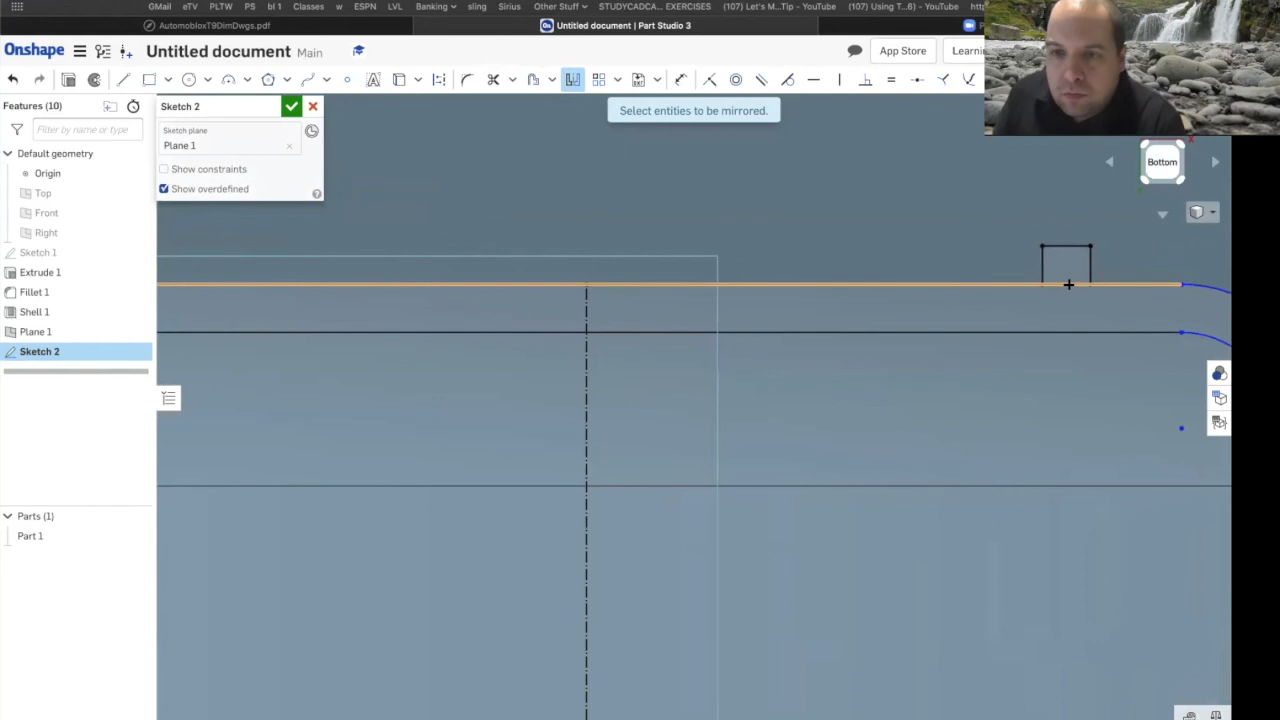 GMail eTV PLTW PS bl 1 Classes w ESPN LVL Banking sling Sirius Other Stuff STUDYCADCA... EXERCISES (107) Let's M...Tip - YouTube (107) Using T...6) - YouTube
AutomobloxT9DimDwgs.pdf Untitled document | Part Studio 3
Onshape Untitled document Main App Store
Features (10) Sketch 2 Select entities to be mirrored.
Filter by name or type
Sketch plane
Plane 1
Default geometry
Origin
Show constraints
Show overdefined
Top
Front
Right
Sketch 1
Extrude 1
Fillet 1
Shell 1
Plane 1
Sketch 2
Bottom
Parts (1)
Part 1